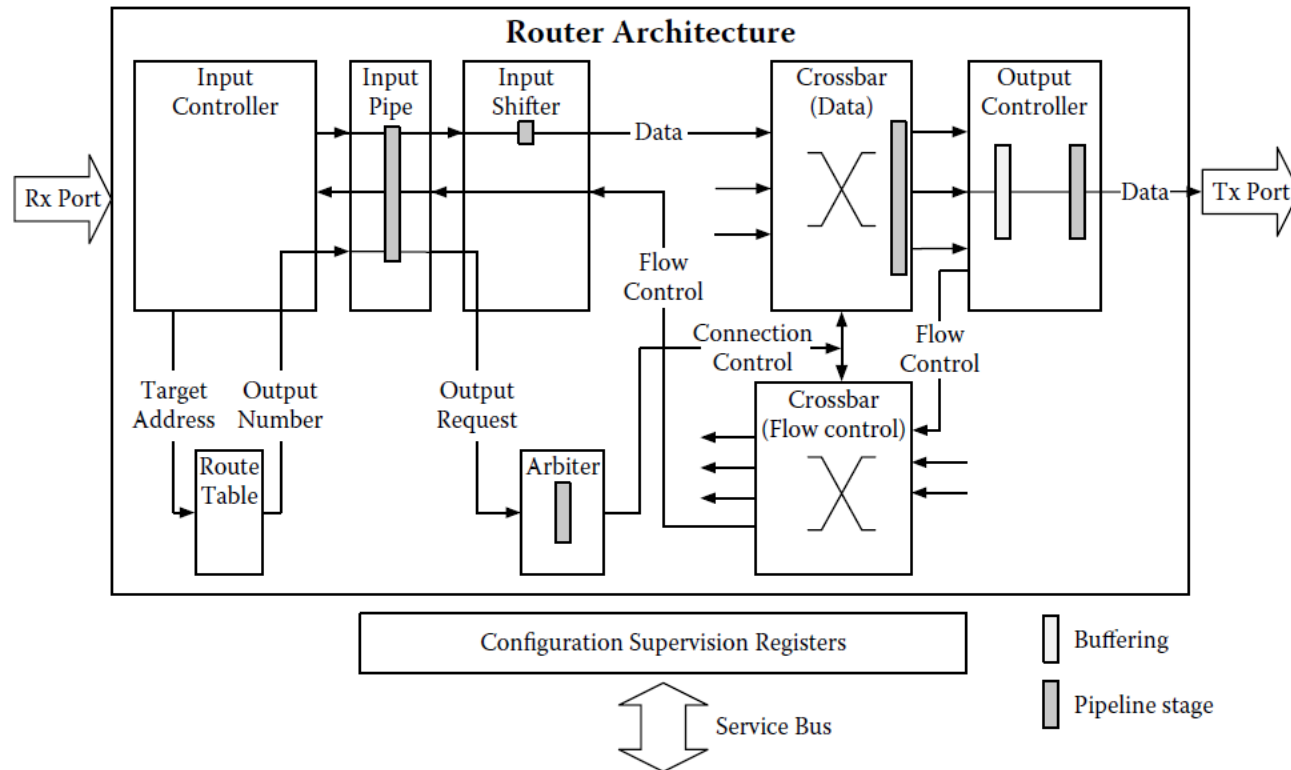 Router Architecture
Input
Controller
Input
Pipe
Input
Shifter
Crossbar
(Data)
Output
Controller
Data
Rx Port
Data
Tx Port
Flow
Control
Connection
Control
Flow
Control
Target
Address
Output
Number
Output
Request
Crossbar
(Flow control)
Route
Table
Arbiter
Configuration Supervision Registers
Buffering
Pipeline stage
Service Bus